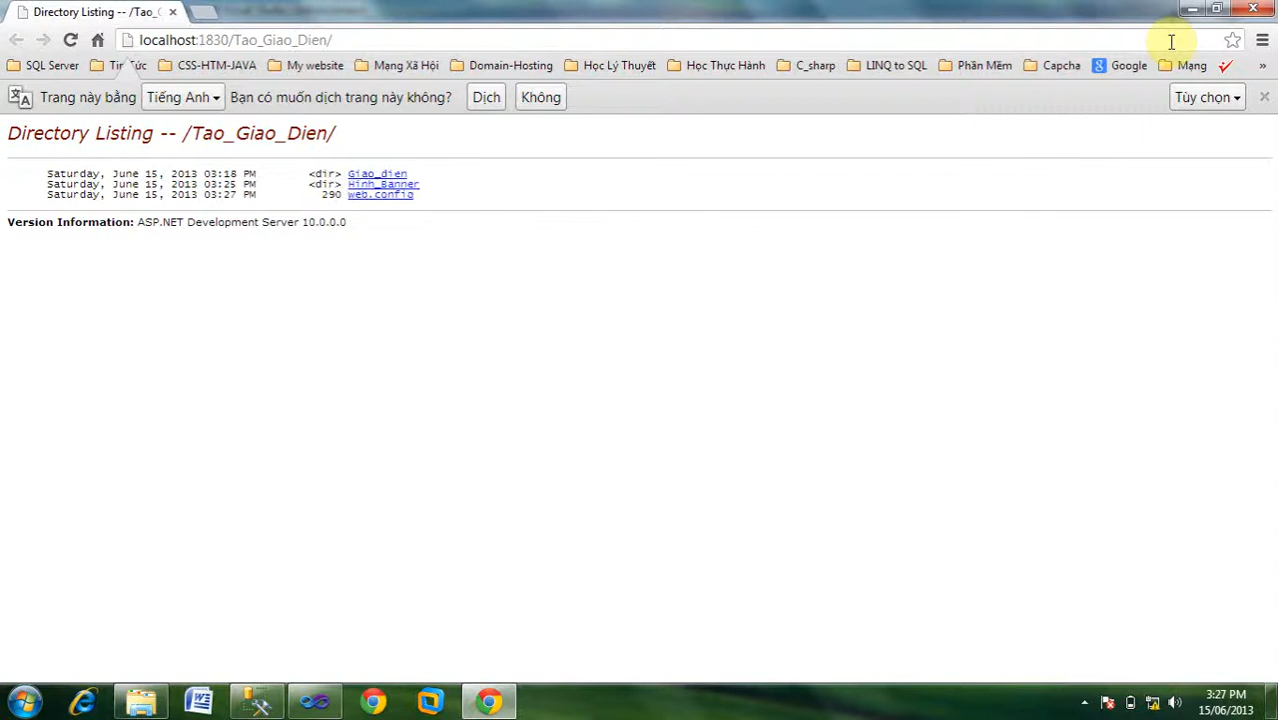 Directory Listing -- /Tao_G
localhost:1830/Tao_Giao_Dien/
SQL Server Tin Tức CSS-HTM-JAVA My website Mạng Xã Hội Domain-Hosting Học Lý Thuyết Học Thực Hành C_sharp LINQ to SQL Phần Mềm Capcha Google Mạng »
Trang này bằng Tiếng Anh Bạn có muốn dịch trang này không? Dịch Không Tùy chọn
Directory Listing -- /Tao_Giao_Dien/
Saturday, June 15, 2013 03:18 PM <dir> Giao_dien
Saturday, June 15, 2013 03:25 PM <dir> Hinh_Banner
Saturday, June 15, 2013 03:27 PM 290 web.config
Version Information: ASP.NET Development Server 10.0.0.0
3:27 PM
15/06/2013